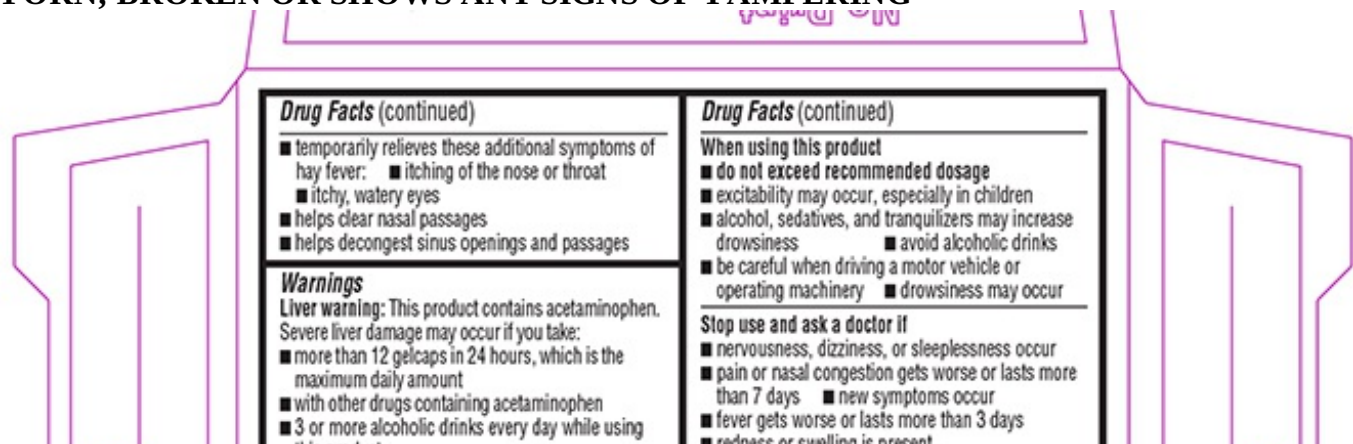 TORN, BROKEN OR SHOWS ANY SIGNS OF TAMPERING
No Print
Drug Facts (continued)
■ temporarily relieves these additional symptoms of
hay fever: ■ itching of the nose or throat
■ itchy, watery eyes
■ helps clear nasal passages
■ helps decongest sinus openings and passages
Warnings
Liver warning: This product contains acetaminophen.
Severe liver damage may occur if you take:
■ more than 12 gelcaps in 24 hours, which is the
maximum daily amount
■ with other drugs containing acetaminophen
■ 3 or more alcoholic drinks every day while using
Drug Facts (continued)
When using this product
■ do not exceed recommended dosage
■ excitability may occur, especially in children
■ alcohol, sedatives, and tranquilizers may increase
drowsiness ■ avoid alcoholic drinks
■ be careful when driving a motor vehicle or
operating machinery ■ drowsiness may occur
Stop use and ask a doctor if
■ nervousness, dizziness, or sleeplessness occur
■ pain or nasal congestion gets worse or lasts more
than 7 days ■ new symptoms occur
■ fever gets worse or lasts more than 3 days
■ redness or swelling is present